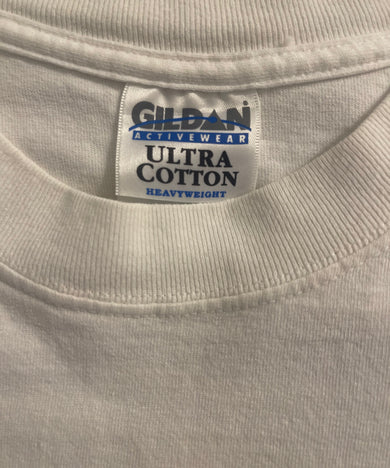 GILDAN
ACTIVEWEAR
ULTRA
COTTON
HEAVYWEIGHT